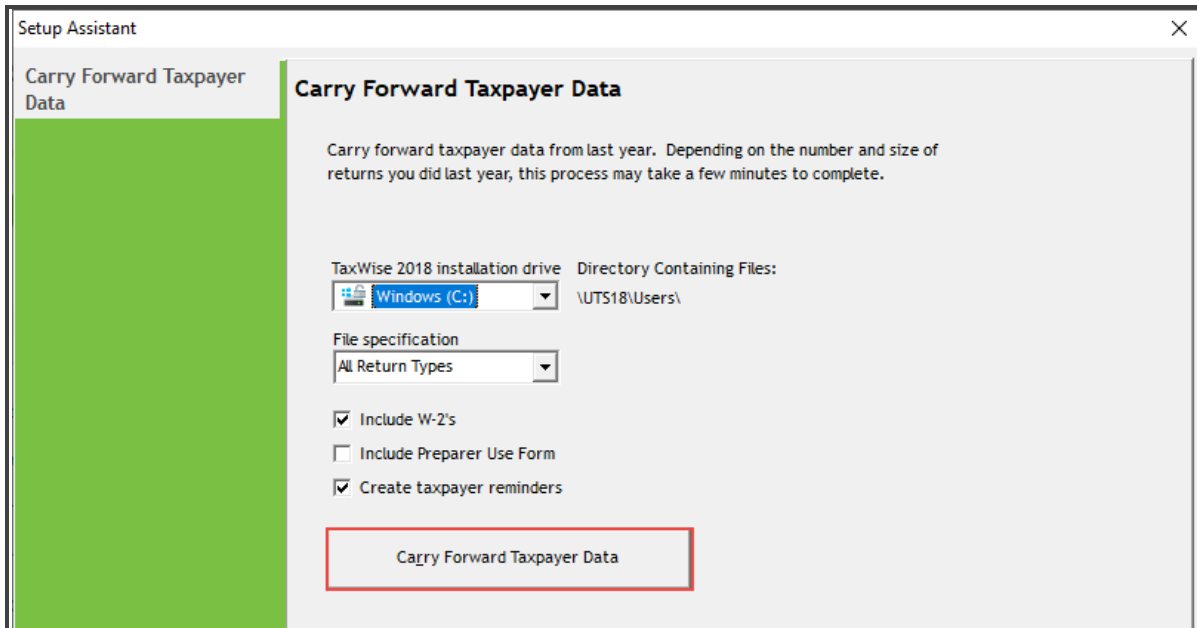 Setup Assistant
Carry Forward Taxpayer
Data
Carry Forward Taxpayer Data
Carry forward taxpayer data from last year.  Depending on the number and size of
returns you did last year, this process may take a few minutes to complete.
TaxWise 2018 installation drive
Directory Containing Files:
Windows (C:)
\UTS18\Users\
File specification
All Return Types
Include W-2's
Include Preparer Use Form
Create taxpayer reminders
Carry Forward Taxpayer Data